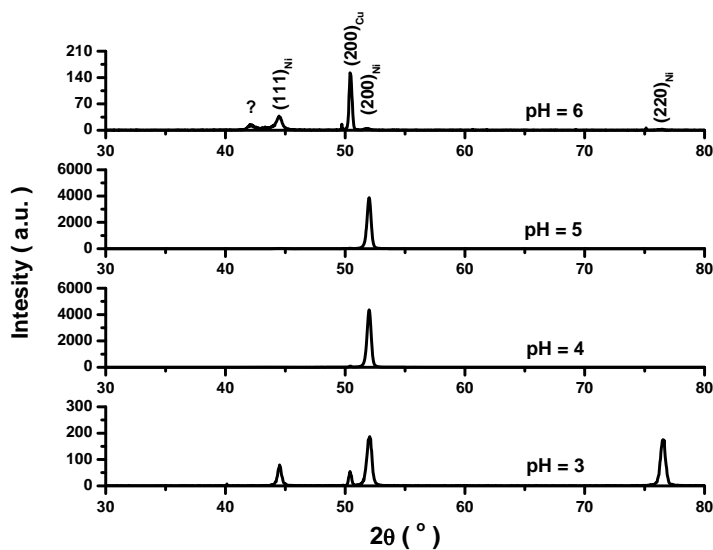 210
140
70
0
?
(111)Ni
(200)Cu
(200)Ni
(220)Ni
pH = 6
30 40 50 60 70 80
6000
4000
2000
0
pH = 5
30 40 50 60 70 80
6000
4000
2000
0
pH = 4
30 40 50 60 70 80
300
200
100
0
pH = 3
30 40 50 60 70 80
Intesity ( a.u. )
2θ ( ° )